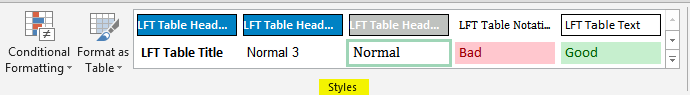 LFT Table Head... LFT Table Head... LFT Table Head... LFT Table Notati... LFT Table Text
Conditional Formatting
Format as Table
LFT Table Title Normal 3 Normal Bad Good
Styles